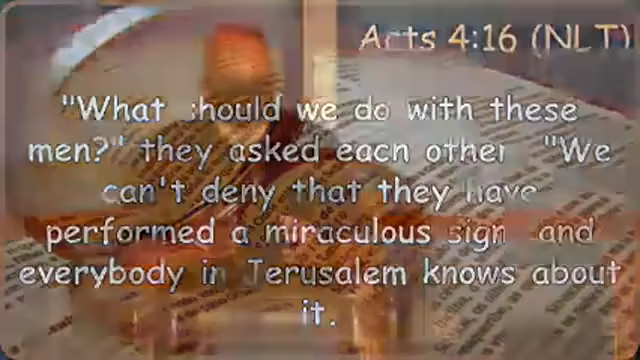 Acts 4:16 (NLT)
"What should we do with these
men?" they asked each other. "We
can't deny that they have
performed a miraculous sign, and
everybody in Jerusalem knows about
it.